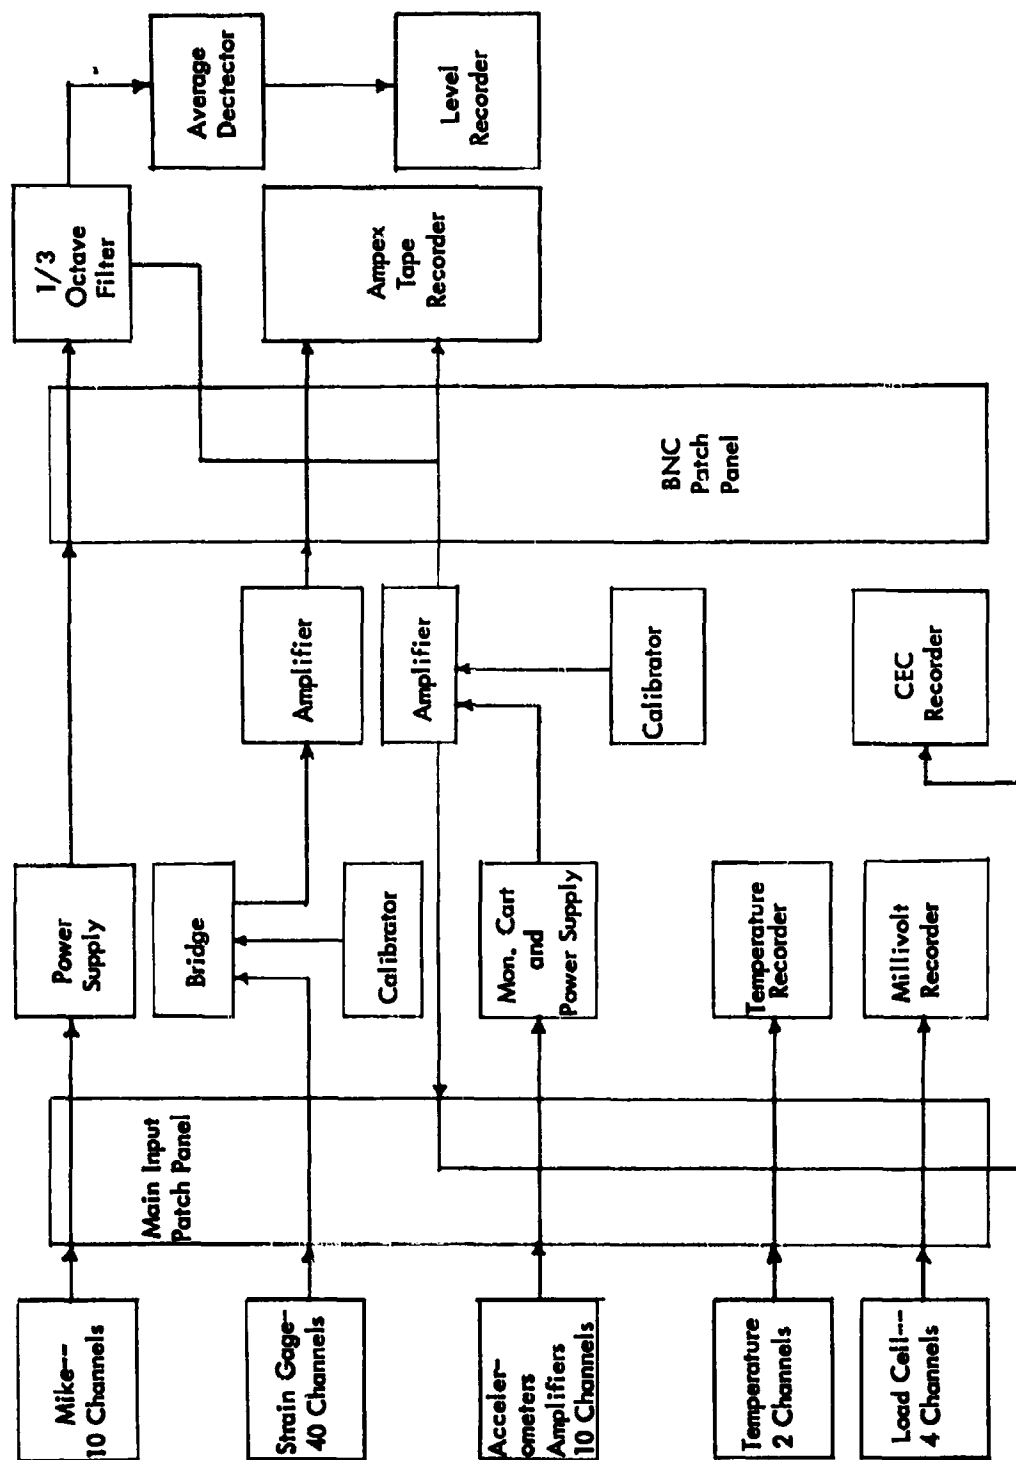 Mike--
10 Channels
Strain Gage-
40 Channels
Acceler-
ometers
Amplifiers
10 Channels
Temperature
2 Channels
Load Cell--
4 Channels
Main Input
Patch Panel
Power
Supply
Bridge
Calibrator
Mon. Cart
and
Power Supply
Temperature
Recorder
Millivolt
Recorder
Amplifier
Amplifier
Calibrator
CEC
Recorder
BNC
Patch
Panel
1/3
Octave
Filter
Ampex
Tape
Recorder
Average
Dectector
Level
Recorder